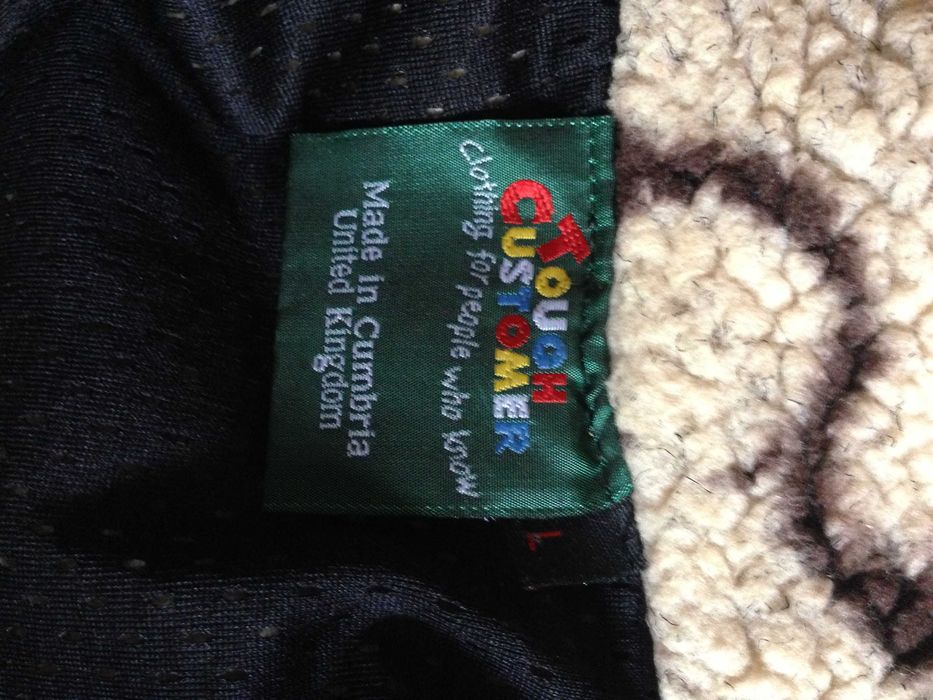 TOUGH
CUSTOMER
Clothing for people who know
Made in Cumbria
United Kingdom
L